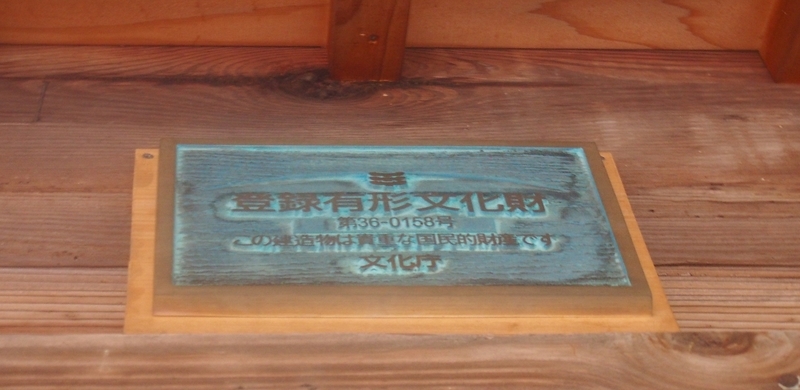 登録有形文化財
第36-0158号
この建造物は貴重な国民的財産です
文化庁